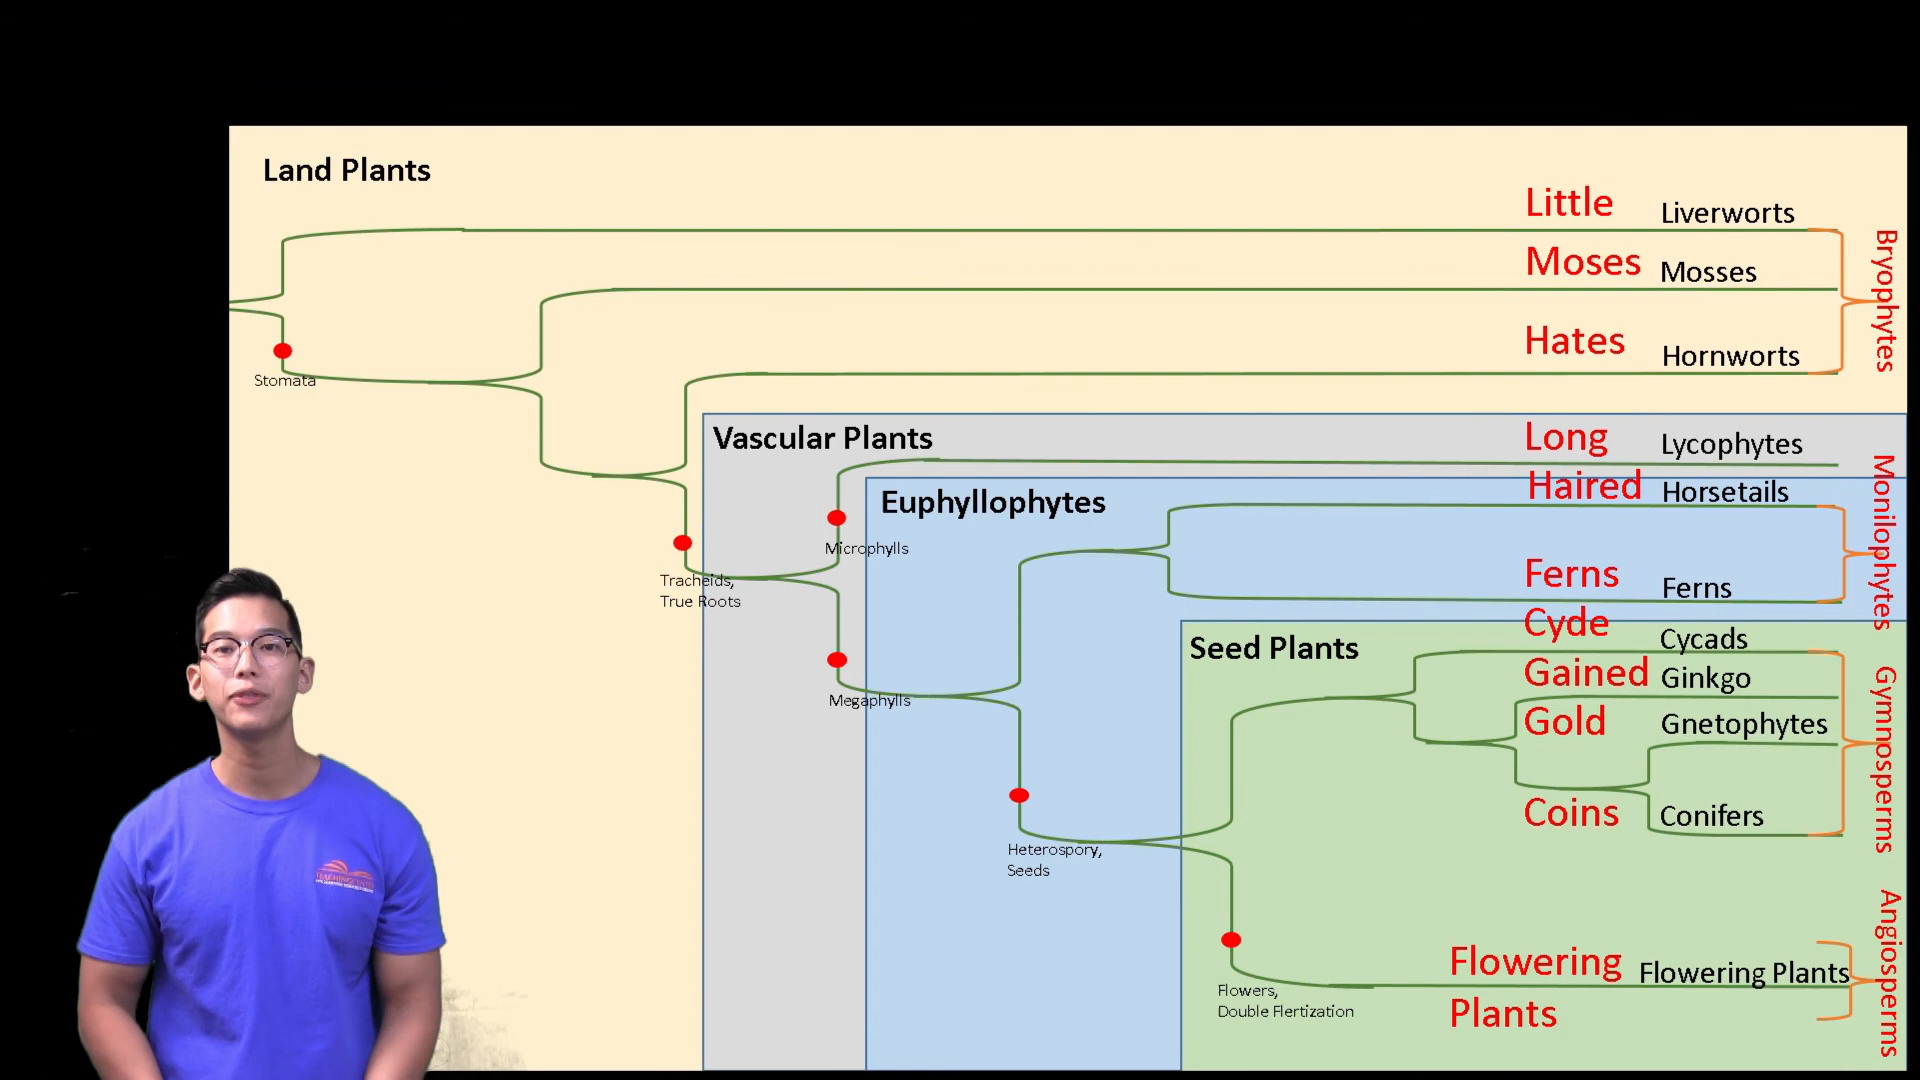 Land Plants
Little Liverworts
Moses Mosses
Hates Hornworts
Bryophytes
Stomata
Vascular Plants
Long Lycophytes
Haired Horsetails
Euphyllophytes
Microphylls
Tracheids,
True Roots
Ferns Ferns
Monilophytes
Cyde Cycads
Seed Plants
Gained Ginkgo
Megaphylls
Gold Gnetophytes
Coins Conifers
Gymnosperms
Heterospory,
Seeds
Flowering Flowering Plants
Plants
Flowers,
Double Flertization
Angiosperms